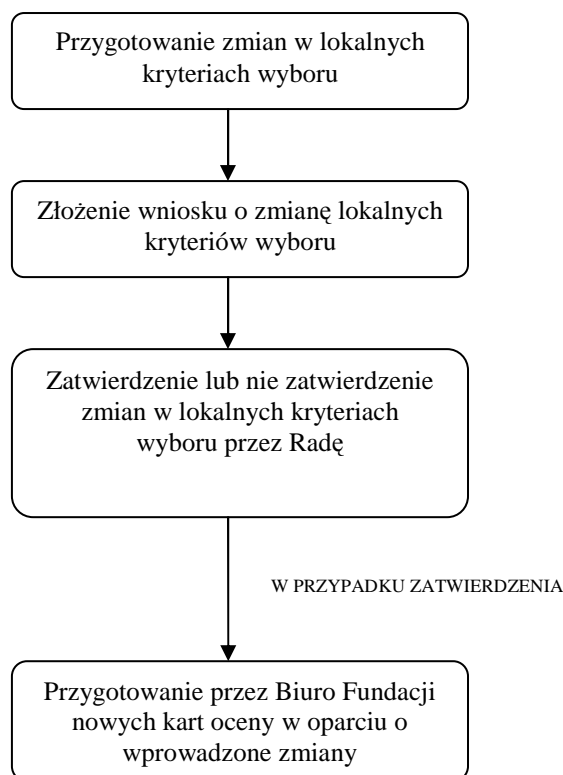 Przygotowanie zmian w lokalnych
kryteriach wyboru
Złożenie wniosku o zmianę lokalnych
kryteriów wyboru
Zatwierdzenie lub nie zatwierdzenie
zmian w lokalnych kryteriach
wyboru przez Radę
W PRZYPADKU ZATWIERDZENIA
Przygotowanie przez Biuro Fundacji
nowych kart oceny w oparciu o
wprowadzone zmiany